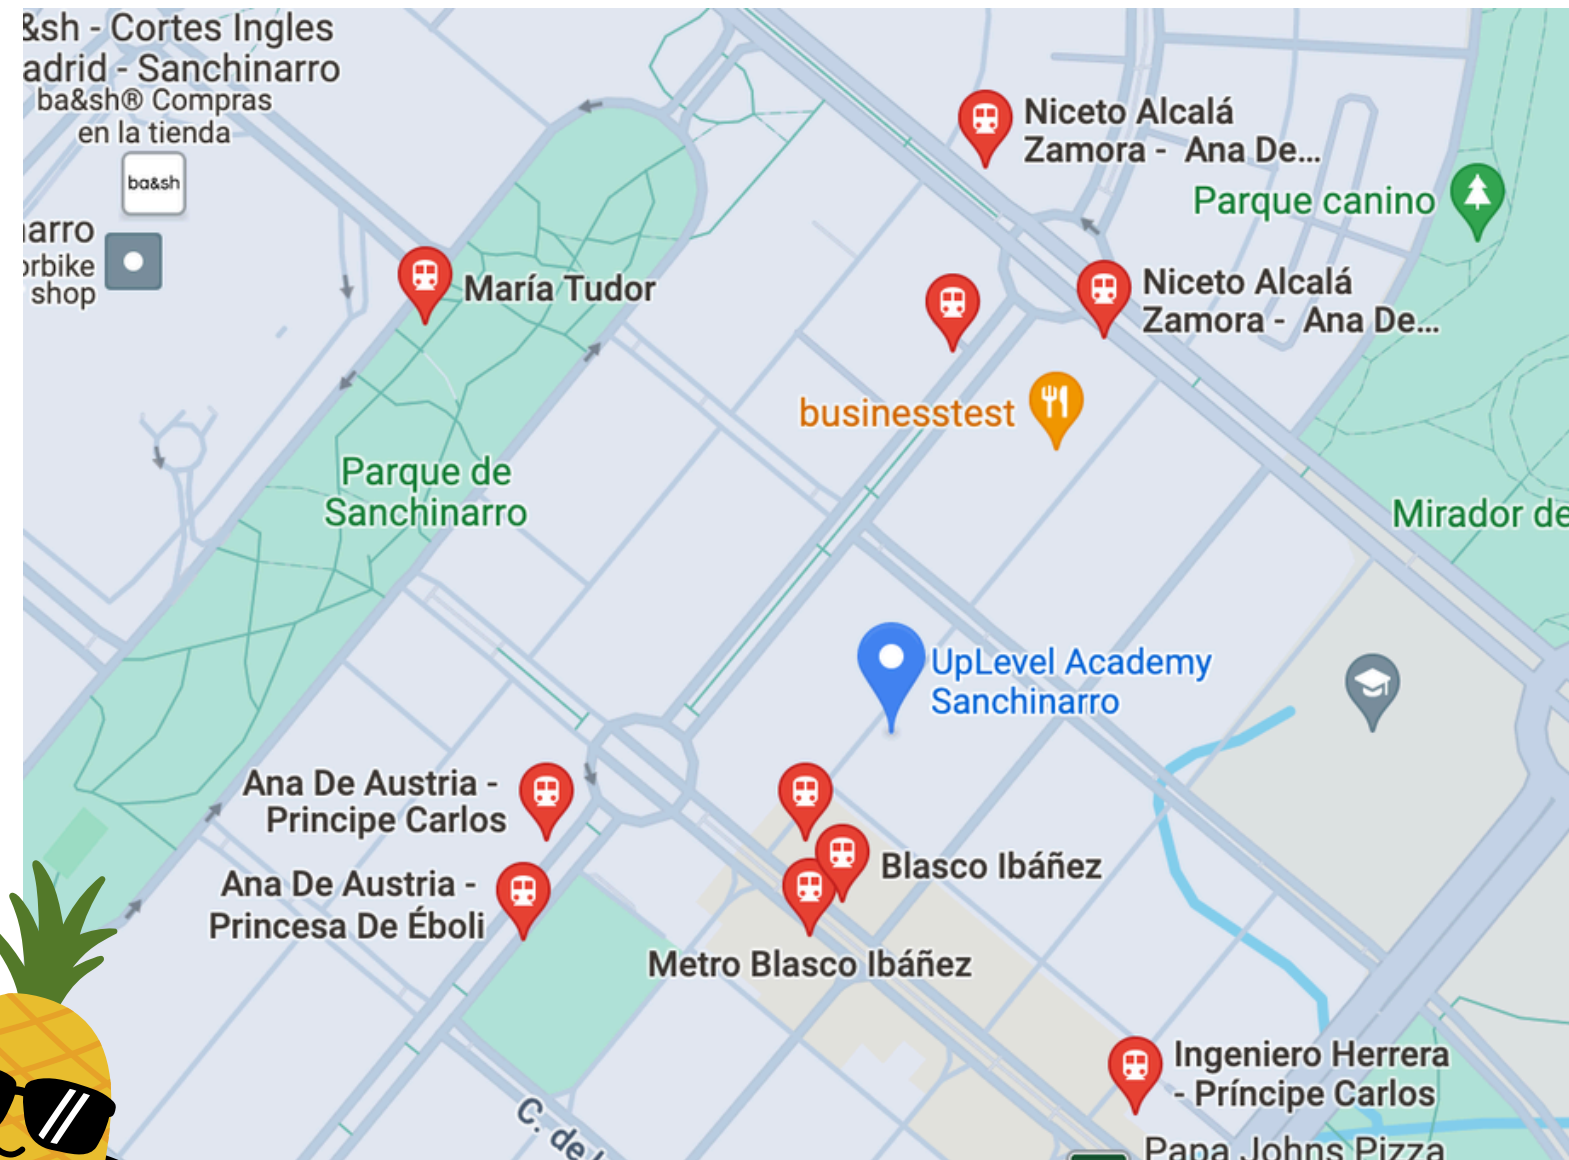 &sh - Cortes Ingles
adrid - Sanchinarro
ba&sh® Compras
en la tienda
ba&sh
arro
orbike
shop
Niceto Alcalá
Zamora - Ana De...
Parque canino
María Tudor
Niceto Alcalá
Zamora - Ana De...
businesstest
Parque de
Sanchinarro
Mirador de
UpLevel Academy
Sanchinarro
Ana De Austria -
Principe Carlos
Blasco Ibáñez
Ana De Austria -
Princesa De Éboli
Metro Blasco Ibáñez
Ingeniero Herrera
- Príncipe Carlos
C. de
Papa Johns Pizza